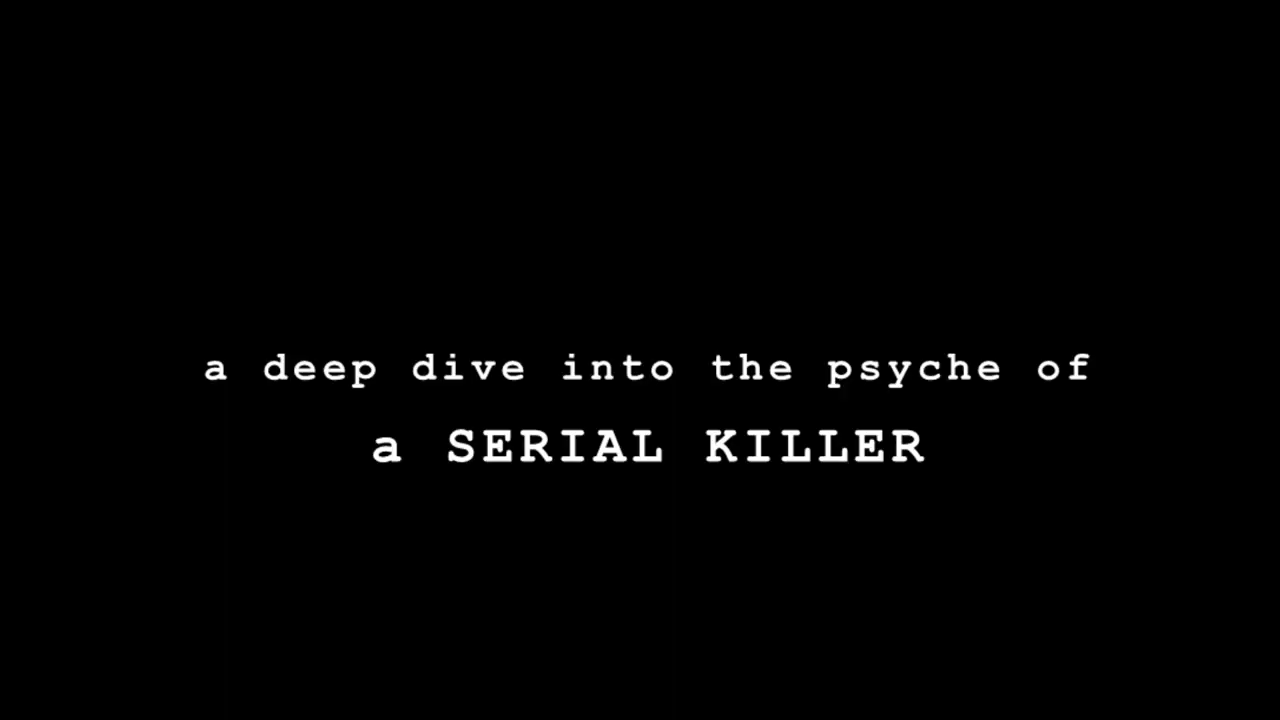 a deep dive into the psyche of
a SERIAL KILLER